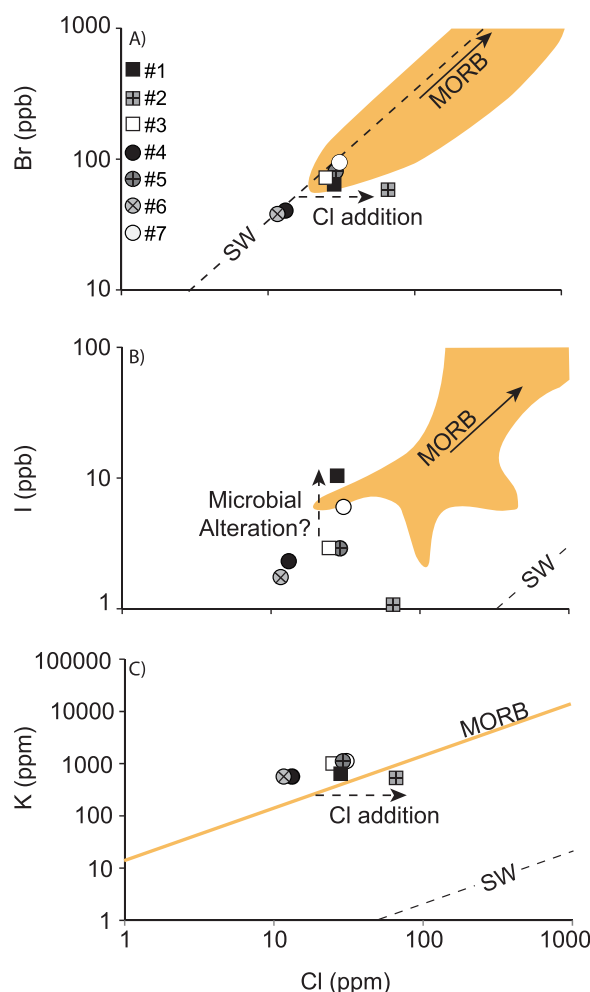 A)
1000
100
10
Br (ppb)
#1
#2
#3
#4
#5
#6
#7
MORB
Cl addition
SW
B)
100
10
1
I (ppb)
MORB
Microbial
Alteration?
SW
C)
100000
10000
1000
100
10
1
K (ppm)
MORB
Cl addition
SW
1
10
100
1000
Cl (ppm)